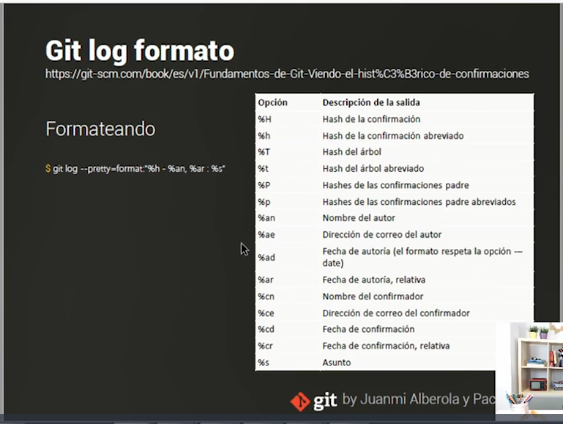 Git log formato
https://git-scm.com/book/es/v1/Fundamentos-de-Git-Viendo-el-hist%C3%B3rico-de-confirmaciones
Formateando
$ git log --pretty=format:"%h - %an, %ar : %s"
Opción Descripción de la salida
%H Hash de la confirmación
%h Hash de la confirmación abreviado
%T Hash del árbol
%t Hash del árbol abreviado
%P Hashes de las confirmaciones padre
%p Hashes de las confirmaciones padre abreviados
%an Nombre del autor
%ae Dirección de correo del autor
%ad Fecha de autoría (el formato respeta la opción --
date)
%ar Fecha de autoría, relativa
%cn Nombre del confirmador
%ce Dirección de correo del confirmador
%cd Fecha de confirmación
%cr Fecha de confirmación, relativa
%s Asunto
git by Juanmi Alberola y Pac